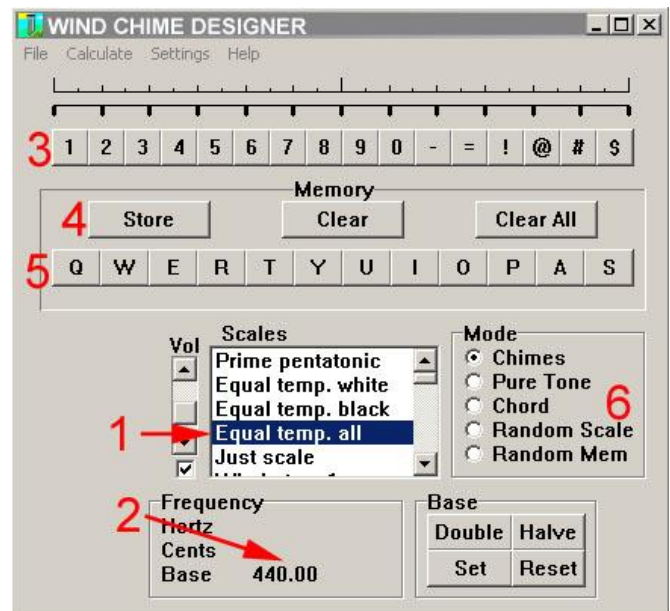 WIND CHIME DESIGNER
File Calculate Settings Help
3 1 2 3 4 5 6 7 8 9 0 - = ! @ # $
Memory
4 Store Clear Clear All
5 Q W E R T Y U I O P A S
Vol
Scales
Prime pentatonic
Equal temp. white
Equal temp. black
1 Equal temp. all
Just scale
Mode
Chimes
Pure Tone
Chord
6
Random Scale
Random Mem
2
Frequency
Hertz
Cents
Base 440.00
Base
Double Halve
Set Reset